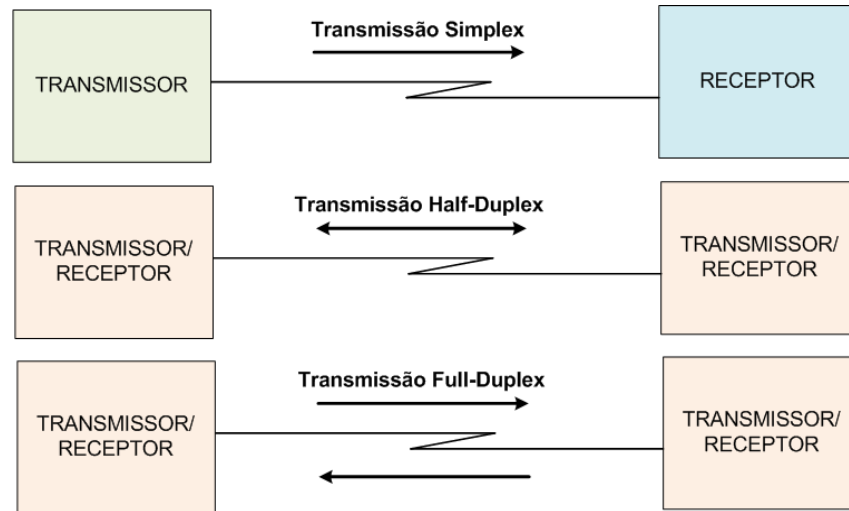 Transmissão Simplex
TRANSMISSOR
RECEPTOR
Transmissão Half-Duplex
TRANSMISSOR/
RECEPTOR
TRANSMISSOR/
RECEPTOR
Transmissão Full-Duplex
TRANSMISSOR/
RECEPTOR
TRANSMISSOR/
RECEPTOR